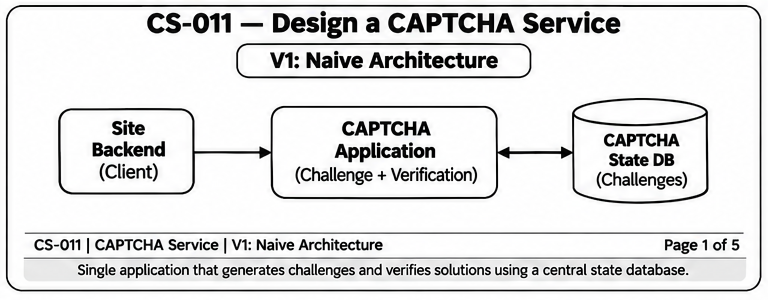 CS-011 — Design a CAPTCHA Service
V1: Naive Architecture
Site
Backend
(Client)
CAPTCHA
Application
(Challenge + Verification)
CAPTCHA
State DB
(Challenges)
CS-011 | CAPTCHA Service | V1: Naive Architecture
Page 1 of 5
Single application that generates challenges and verifies solutions using a central state database.